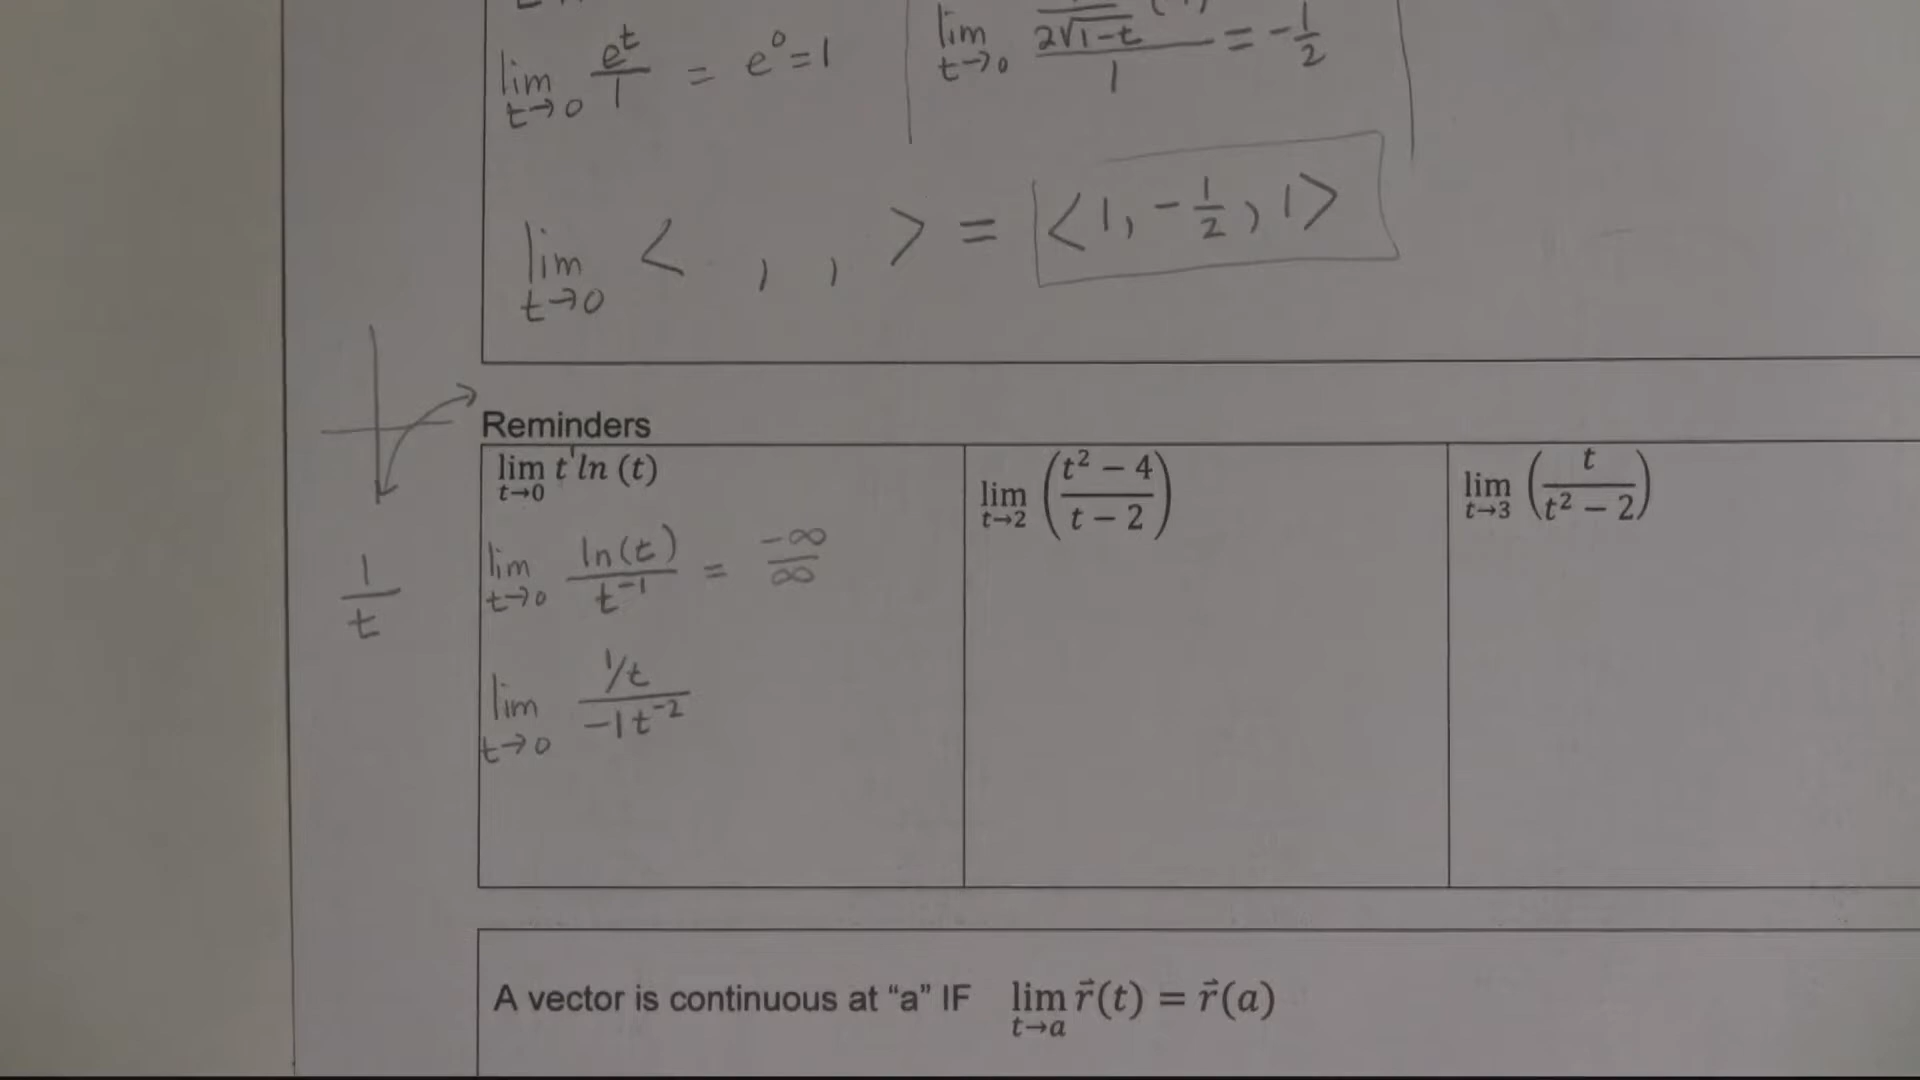 lim t→0 e^t/1 = e^0 = 1
lim t→0 2√1-t /1 = -1/2
lim t→0 < , , > = <1, -1/2, 1>
Reminders
lim t→0 t^1 ln (t)
lim t→0 ln(t)/t^-1 = -∞/∞
1/t
lim t→0 (1/t)/(-1t^-2)
lim t→2 ((t² − 4)/(t − 2))
lim t→3 (t/(t² − 2))
A vector is continuous at “a” IF lim t→a r⃗(t) = r⃗(a)